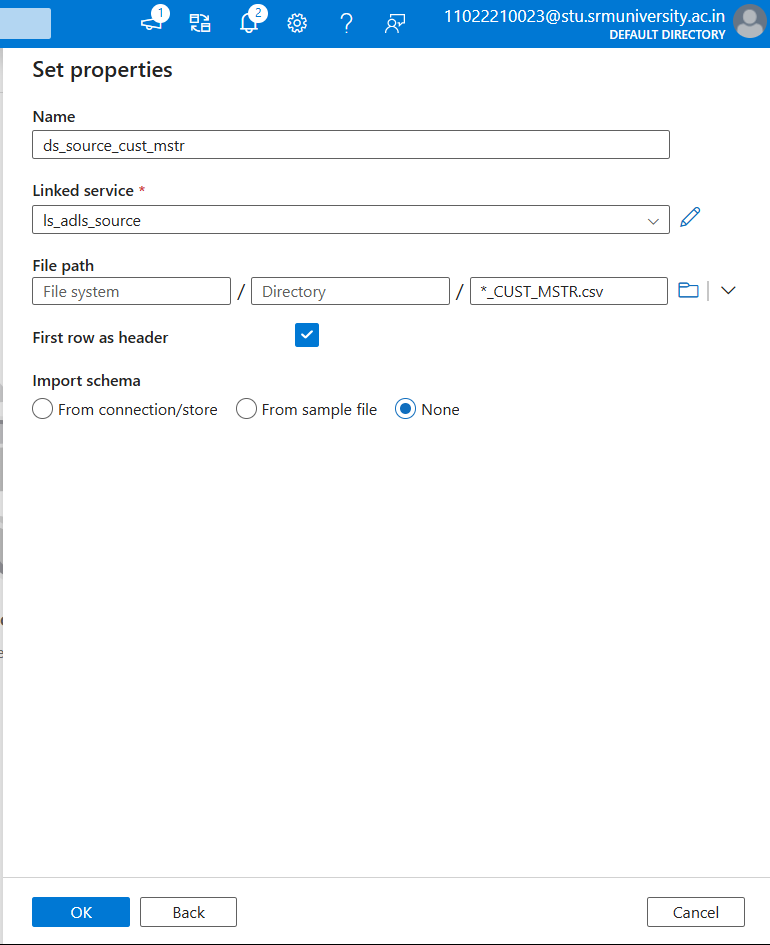 1
2
11022210023@stu.srmuniversity.ac.in
DEFAULT DIRECTORY
Set properties
Name
ds_source_cust_mstr
Linked service *
ls_adls_source
File path
File system / Directory / *_CUST_MSTR.csv
First row as header
Import schema
From connection/store From sample file None
OK Back Cancel